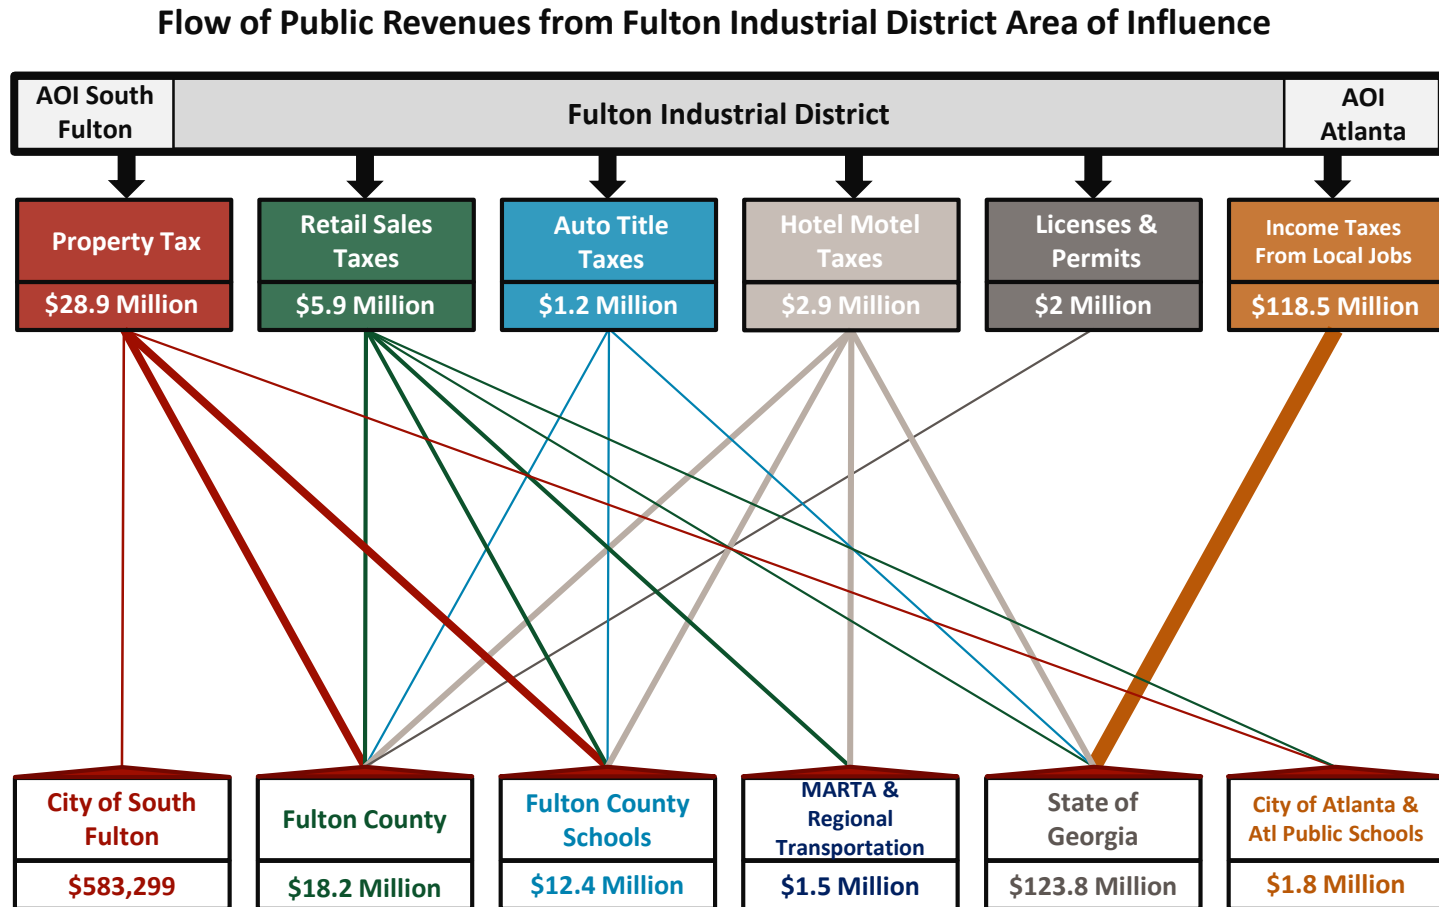 Flow of Public Revenues from Fulton Industrial District Area of Influence
AOI South
Fulton
Fulton Industrial District
AOI
Atlanta
Property Tax
$28.9 Million
Retail Sales
Taxes
$5.9 Million
Auto Title
Taxes
$1.2 Million
Hotel Motel
Taxes
$2.9 Million
Licenses &
Permits
$2 Million
Income Taxes
From Local Jobs
$118.5 Million
City of South
Fulton
$583,299
Fulton County
$18.2 Million
Fulton County
Schools
$12.4 Million
MARTA &
Regional
Transportation
$1.5 Million
State of
Georgia
$123.8 Million
City of Atlanta &
Atl Public Schools
$1.8 Million